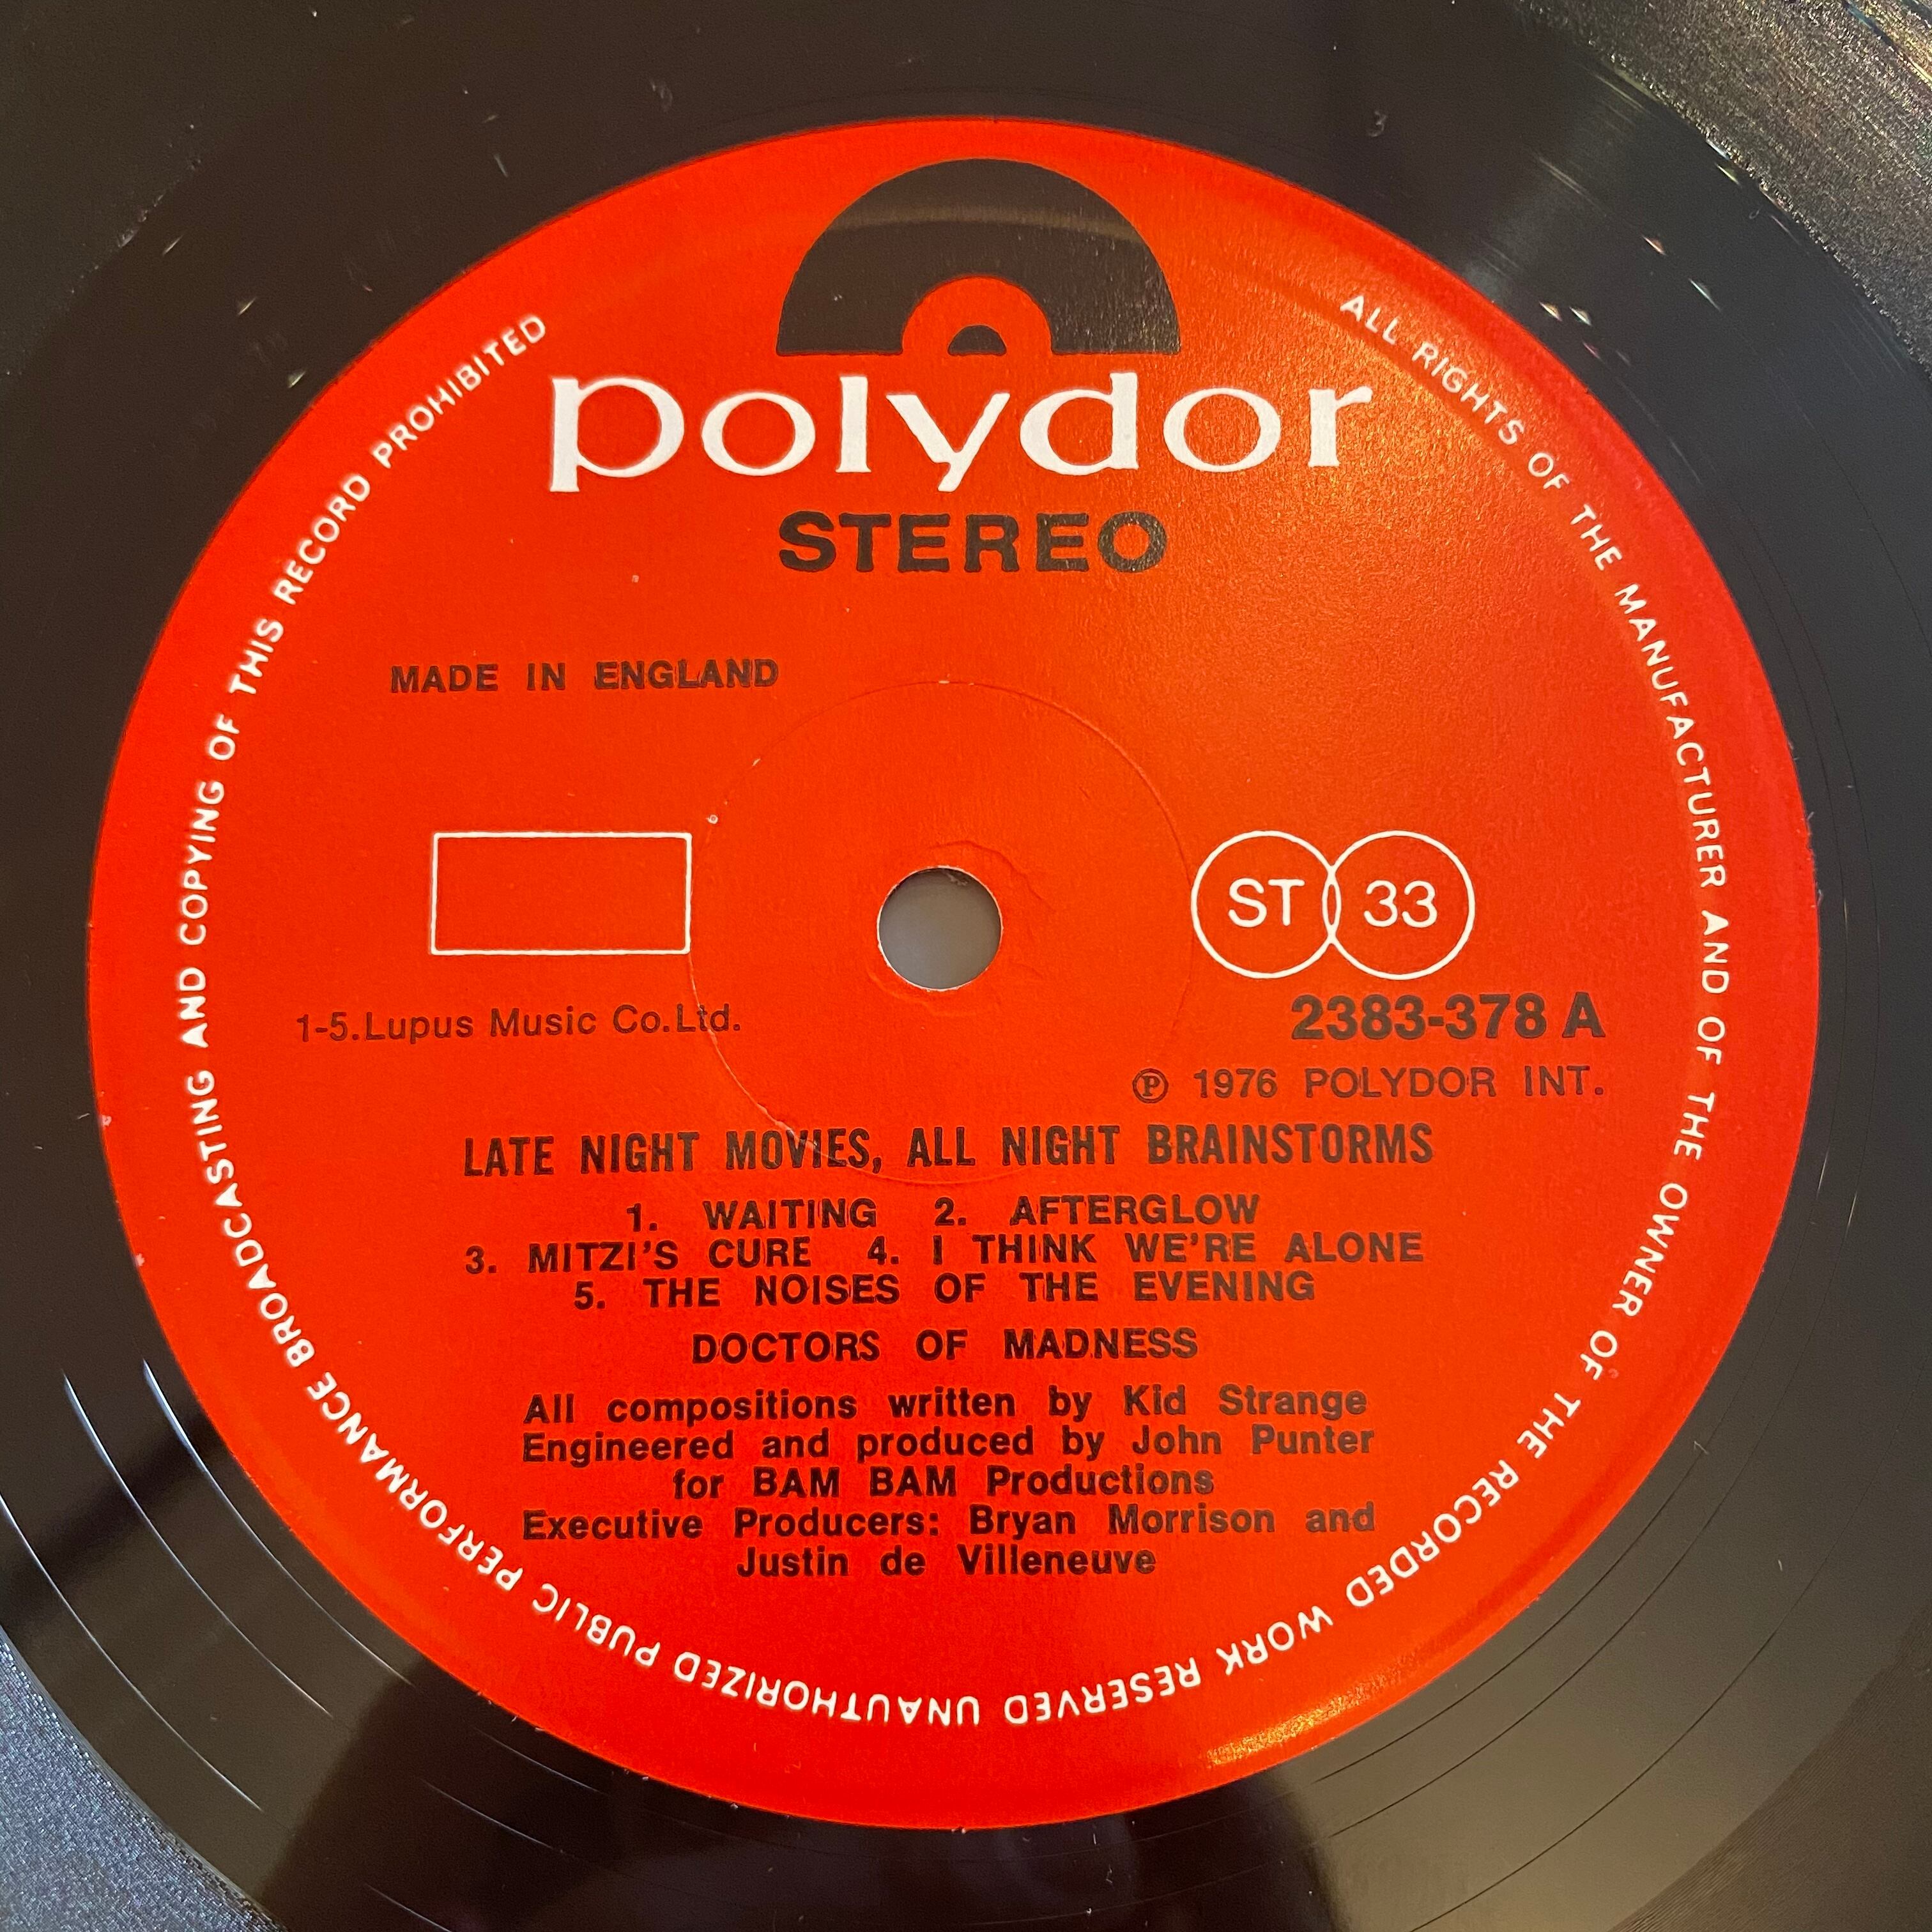 polydor
STEREO
MADE IN ENGLAND
ST 33
1-5.Lupus Music Co.Ltd.
2383-378 A
℗ 1976 POLYDOR INT.
LATE NIGHT MOVIES, ALL NIGHT BRAINSTORMS
1. WAITING 2. AFTERGLOW
3. MITZI'S CURE 4. I THINK WE'RE ALONE
5. THE NOISES OF THE EVENING
DOCTORS OF MADNESS
All compositions written by Kid Strange
Engineered and produced by John Punter
for BAM BAM Productions
Executive Producers: Bryan Morrison and
Justin de Villeneuve
ALL RIGHTS OF THE MANUFACTURER AND OF THE OWNER OF THE RECORDED WORK RESERVED UNAUTHORIZED PUBLIC PERFORMANCE BROADCASTING AND COPYING OF THIS RECORD PROHIBITED